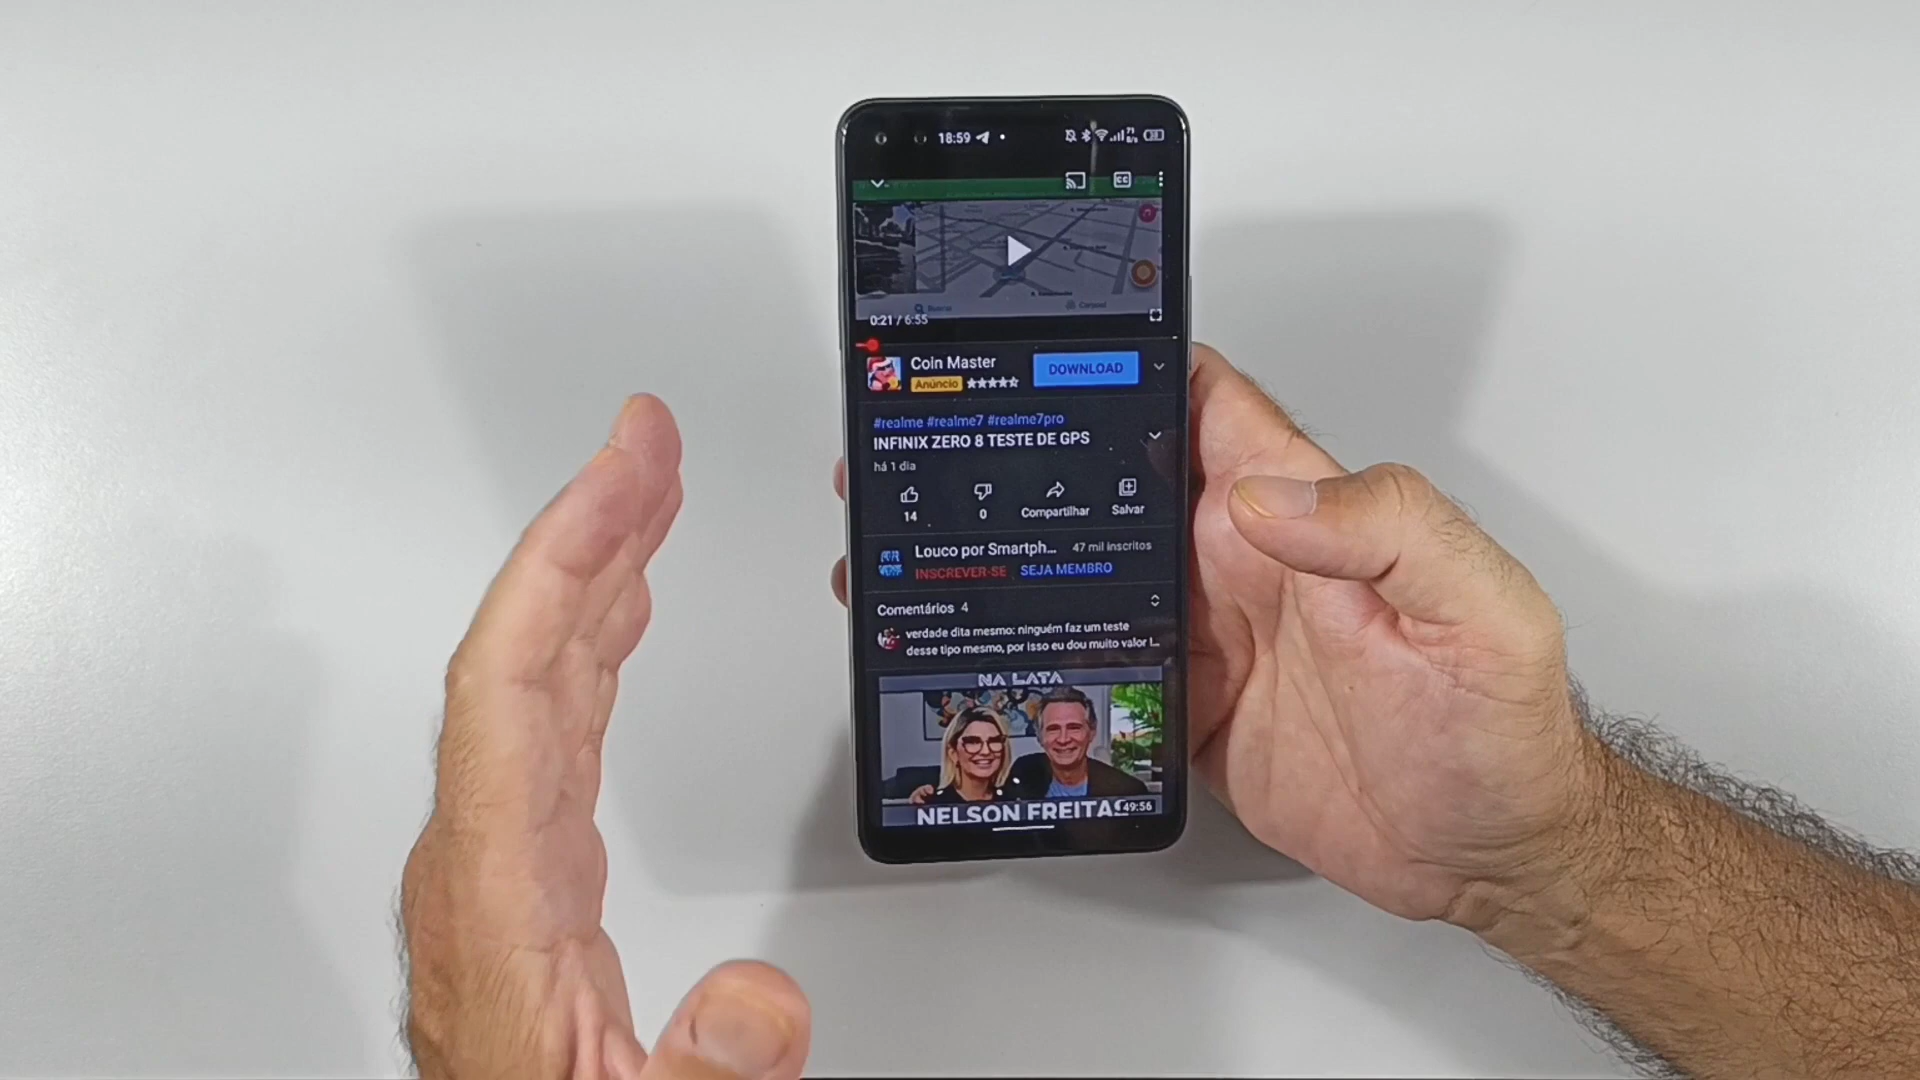 18:59
CC
Buscar
0:21 / 6:55
Coin Master
DOWNLOAD
Anúncio
#realme #realme7 #realme7pro
INFINIX ZERO 8 TESTE DE GPS
há 1 dia
14
0
Compartilhar
Salvar
Louco por Smartph...
47 mil inscritos
INSCREVER-SE
SEJA MEMBRO
Comentários 4
verdade dita mesmo: ninguém faz um teste
desse tipo mesmo, por isso eu dou muito valor !...
NA LATA
NELSON FREITAS
49:56